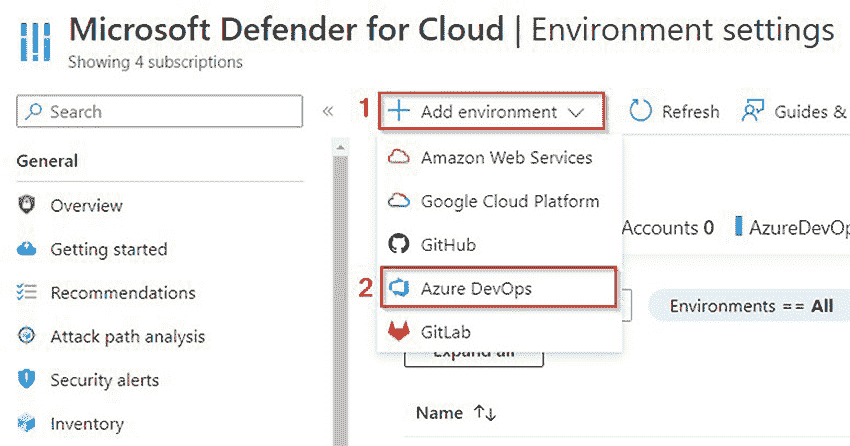 Microsoft Defender for Cloud | Environment settings
Showing 4 subscriptions
Search
«
1
Add environment
Refresh
Guides &
General
Amazon Web Services
Overview
Google Cloud Platform
Accounts 0
Getting started
GitHub
Recommendations
2
Azure DevOps
Environments == All
Attack path analysis
GitLab
Expand all
Security alerts
Name ↑↓
Inventory